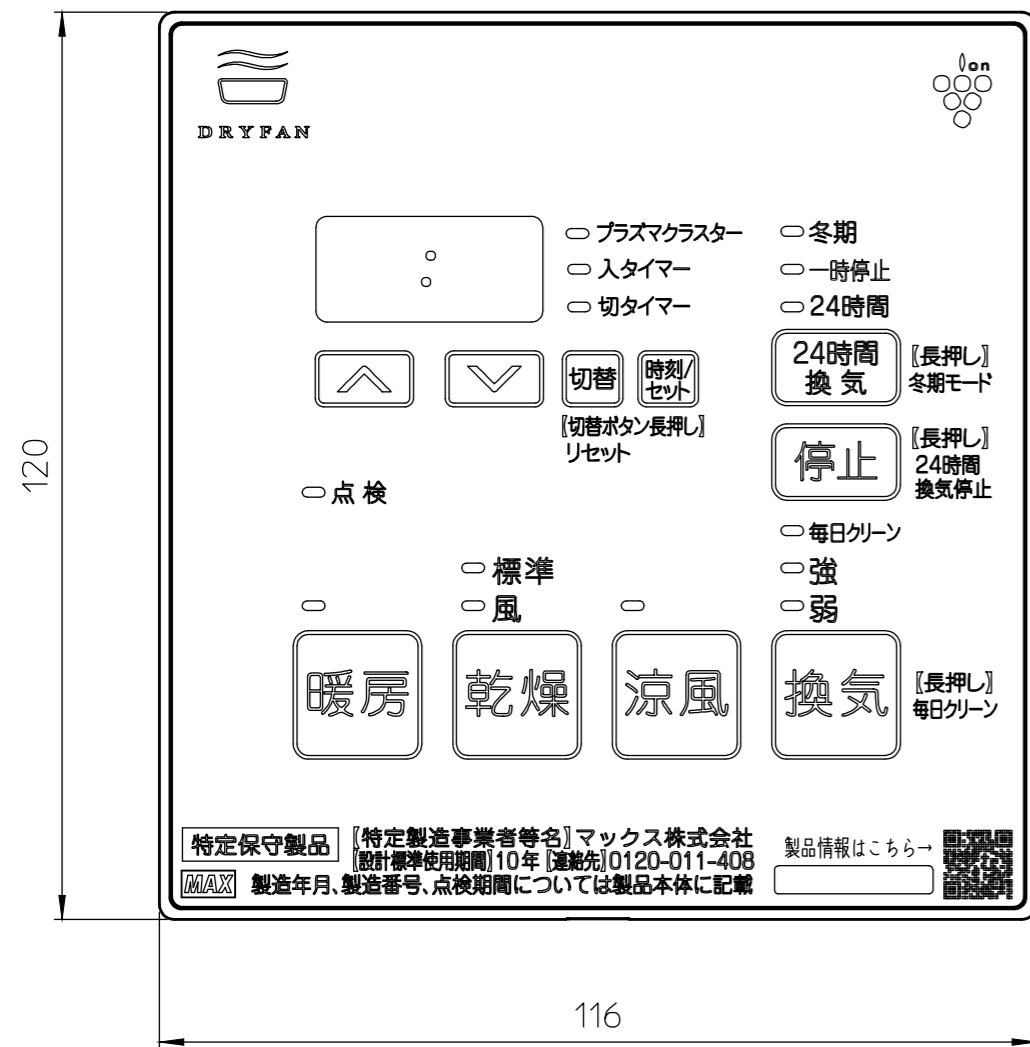 DRYFAN
Ion
プラズマクラスター
入タイマー
切タイマー
冬期
一時停止
24時間
切替
時刻/
セット
〖切替ボタン長押し〗
リセット
24時間
換気
〖長押し〗
冬期モード
停止
〖長押し〗
24時間
換気停止
点検
毎日クリーン
標準
風
強
弱
暖房
乾燥
涼風
換気
〖長押し〗
毎日クリーン
特定保守製品
〖特定製造事業者等名〗マックス株式会社
〖設計標準使用期間〗10年〖連絡先〗0120-011-408
MAX 製造年月、製造番号、点検期間については製品本体に記載
製品情報はこちら→
120
116